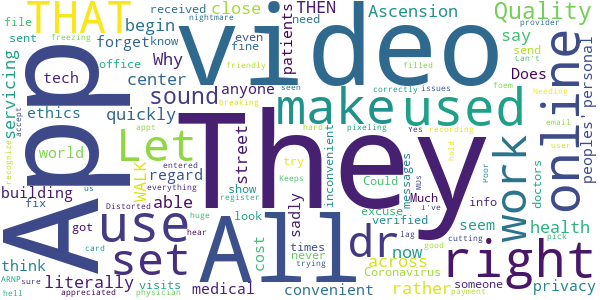 file
received
nightmare
THEN
need
patients
Ascension
Quality
provider
THAT
begin
close
sent
freezing
forget
know
even
fine
say
Can't
Needing
peoples'
personal
App
video
send
office
friendly
filled
issues
foem
Does
tech
Why
center
sound
anyone
seen
breaking
correctly
pixeling
servicing
ethics
quickly
appt
make
used
Yes
recording
online
email
user
accept
recognize
world
Let
They
street
hard
inconvenient
try
messages
hold
Poor
work
doctors
us
WALK
entered
regard
everything
Keeps
Could
NJs
building
able
show
register
sadly
excuse
Much
I've
verified
info
lag
health
pick
fix
got
use
All
dr
right
Distorted
huge
hear
cost
look
times
never
trying
now
across
Coronavirus
seem
good
cutting
think
set
card
ARNP
sure
literally
visits
medical
convenient
rather
someone
privacy
hell
appreciated
physician